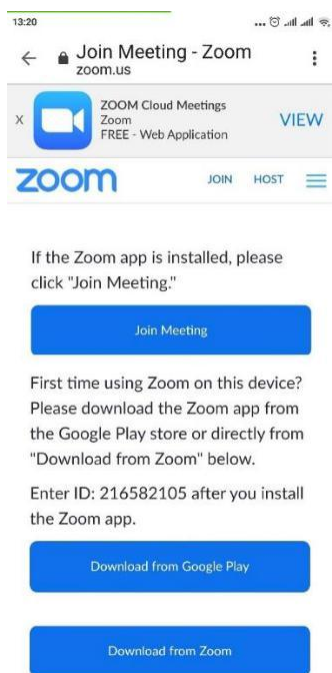 13:20
Join Meeting - Zoom
zoom.us
X
ZOOM Cloud Meetings
Zoom
FREE - Web Application
VIEW
zoom
JOIN HOST
If the Zoom app is installed, please
click "Join Meeting."
Join Meeting
First time using Zoom on this device?
Please download the Zoom app from
the Google Play store or directly from
"Download from Zoom" below.
Enter ID: 216582105 after you install
the Zoom app.
Download from Google Play
Download from Zoom